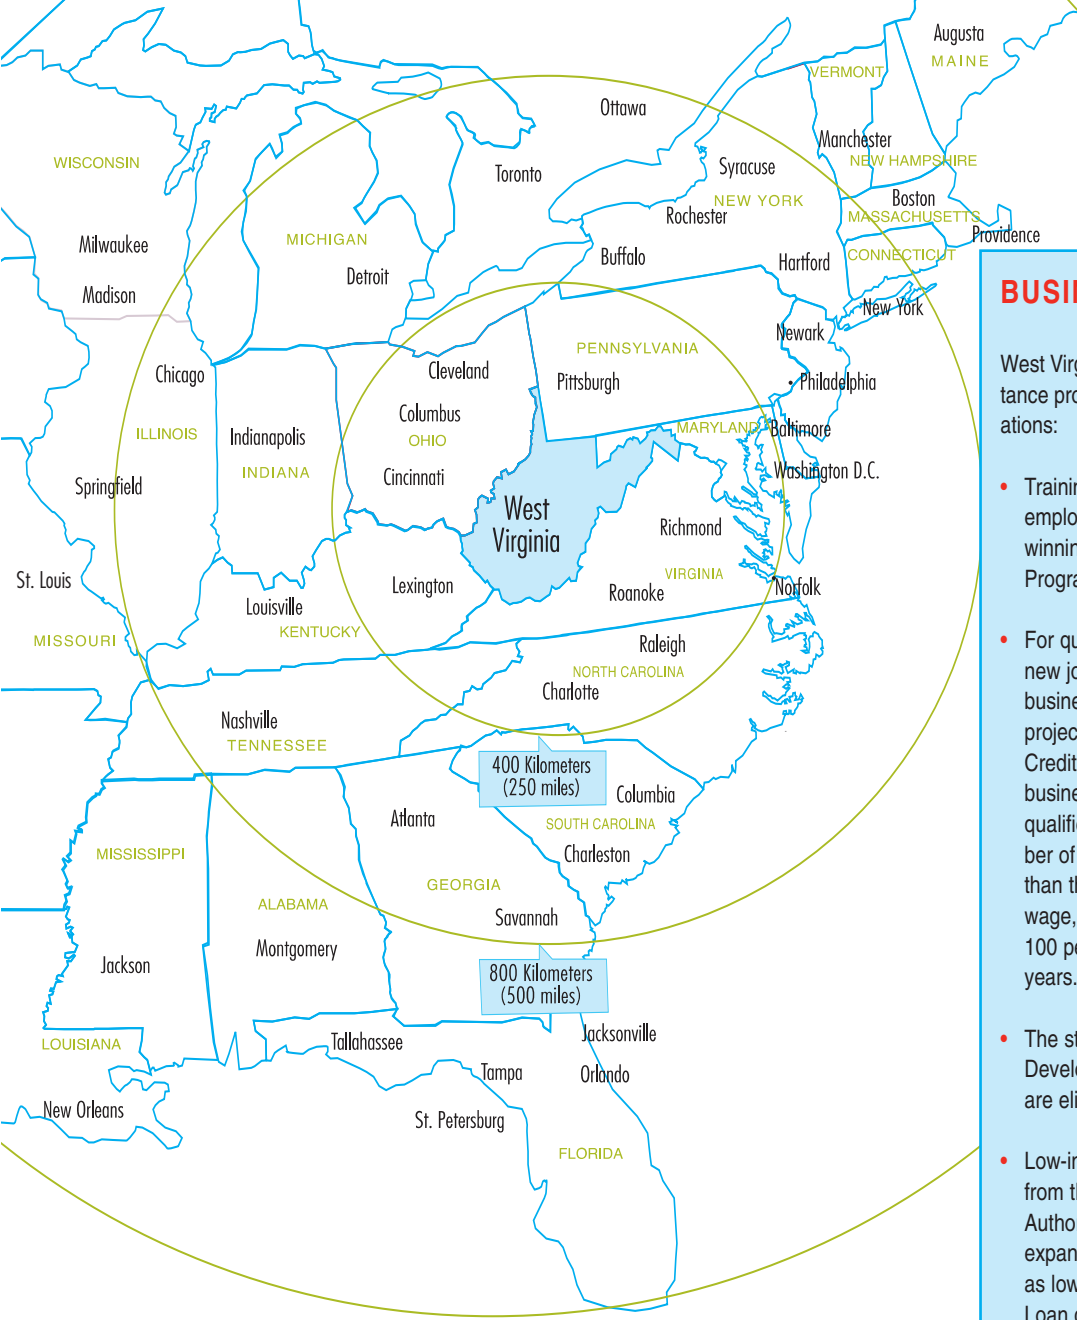 Augusta
MAINE
VERMONT
Ottawa
Manchester
NEW HAMPSHIRE
WISCONSIN
Toronto
Syracuse
NEW YORK
Boston
MASSACHUSETTS
Rochester
Providence
Milwaukee
MICHIGAN
Buffalo
Hartford
CONNECTICUT
Detroit
Madison
New York
Newark
PENNSYLVANIA
Chicago
Cleveland
Pittsburgh
Philadelphia
Columbus
ILLINOIS
Indianapolis
OHIO
MARYLAND
Baltimore
INDIANA
Cincinnati
Washington D.C.
Springfield
West
Virginia
Richmond
St. Louis
Lexington
VIRGINIA
Roanoke
Norfolk
Louisville
KENTUCKY
MISSOURI
Raleigh
NORTH CAROLINA
Charlotte
Nashville
TENNESSEE
400 Kilometers
(250 miles)
Columbia
Atlanta
SOUTH CAROLINA
MISSISSIPPI
Charleston
GEORGIA
ALABAMA
Savannah
Montgomery
Jackson
800 Kilometers
(500 miles)
Jacksonville
LOUISIANA
Tallahassee
Tampa
Orlando
New Orleans
St. Petersburg
FLORIDA
BUSI
West Virg
tance pro
ations:
• Trainin
emplo
winnin
Progra
• For qu
new jo
busine
projec
Credit
busine
qualifi
ber of
than th
wage,
100 pe
years.
• The st
Develo
are eli
• Low-in
from th
Autho
expan
as low
Loan